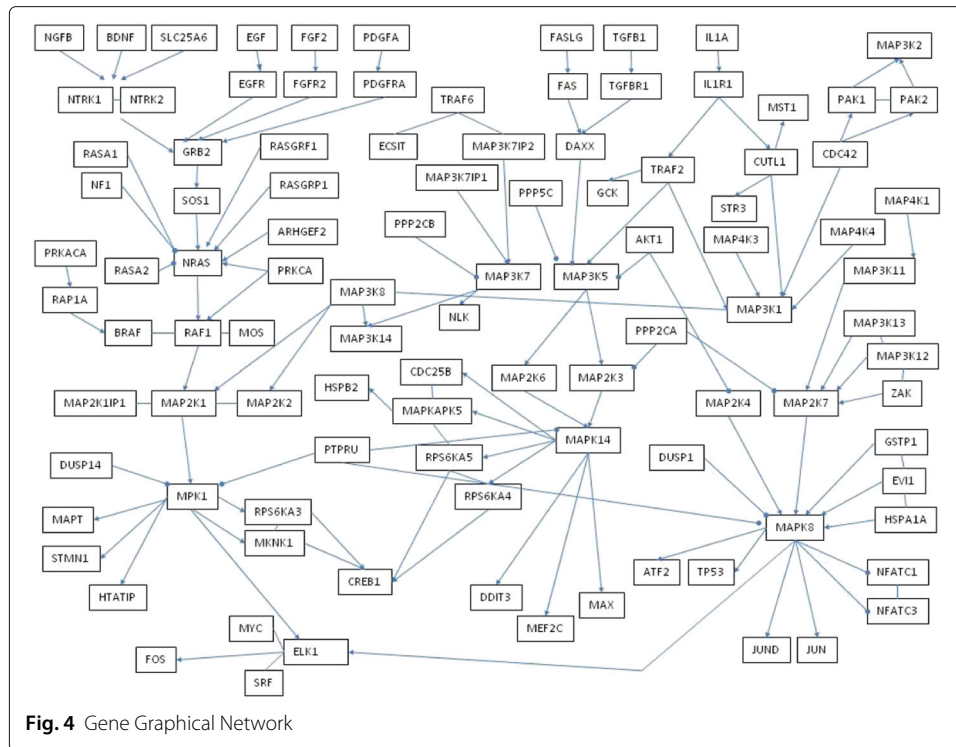 NGFB BDNF SLC25A6 EGF FGF2 PDGFA FASLG TGFB1 IL1A
MAP3K2
NTRK1 NTRK2 EGFR FGFR2 PDGFRA TRAF6 FAS TGFBR1 IL1R1 PAK1 PAK2
MST1
RASA1 GRB2 RASGRF1 ECSIT MAP3K7IP2 DAXX TRAF2 CUTL1 CDC42
NF1 SOS1 RASGRP1 MAP3K7IP1 PPP5C GCK STR3 MAP4K1
PPP2CB AKT1 MAP4K3 MAP4K4
PRKACA RASA2 NRAS ARHGEF2 PRKCA MAP3K7 MAP3K5 MAP3K11
RAP1A MAP3K8 NLK MAP3K1
BRAF RAF1 MOS MAP3K14 PPP2CA MAP3K13
MAP3K12
CDC25B MAP2K6 MAP2K3 ZAK
MAP2K1IP1 MAP2K1 MAP2K2 HSPB2 MAPKAPK5 MAP2K4 MAP2K7
PTPRU RPS6KA5 MAPK14 DUSP1 GSTP1
DUSP14 MPK1 RPS6KA4 EVI1
MAPT RPS6KA3 MAPK8 HSPA1A
STMN1 MKNK1
HTATIP CREB1 ATF2 TP53 NFATC1
DDIT3 MAX NFATC3
MYC MEF2C
FOS ELK1 JUND JUN
SRF
Fig. 4 Gene Graphical Network